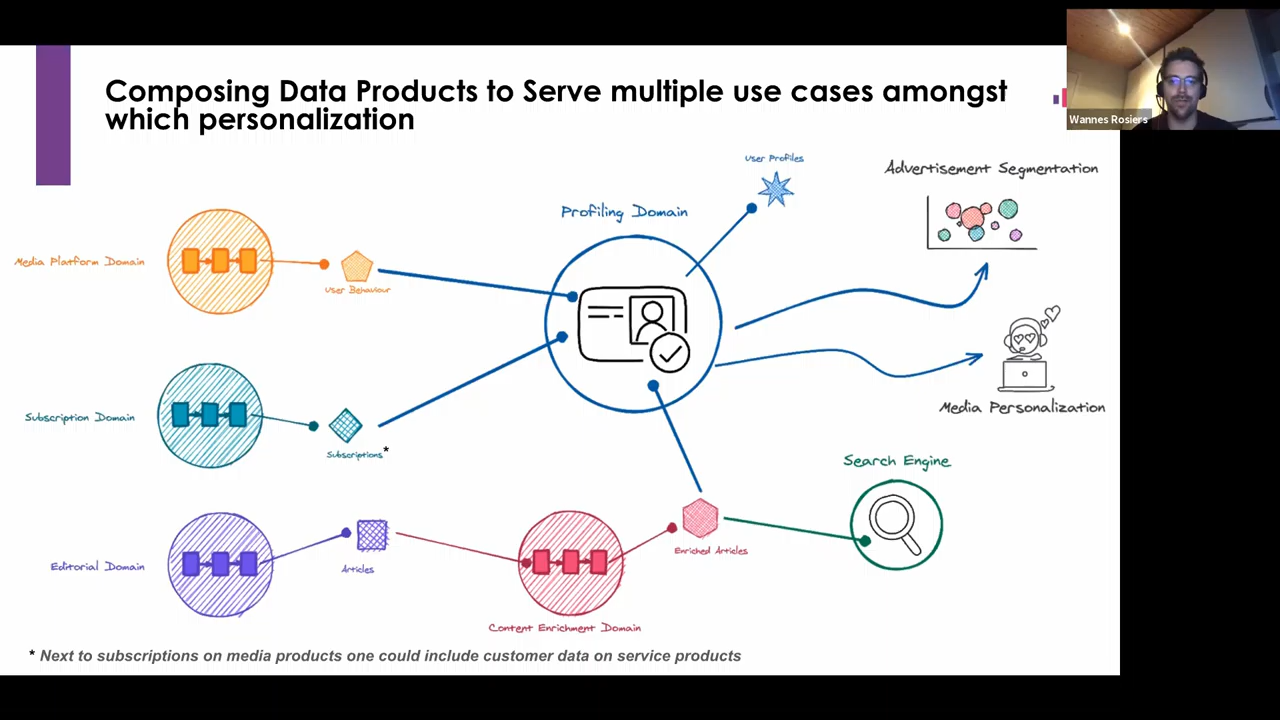 Composing Data Products to Serve multiple use cases amongst
which personalization
Wannes Rosiers
User Profiles
Advertisement Segmentation
Profiling Domain
Media Platform Domain
User Behaviour
Media Personalization
Subscription Domain
Subscriptions*
Search Engine
Enriched Articles
Editorial Domain
Articles
Content Enrichment Domain
* Next to subscriptions on media products one could include customer data on service products